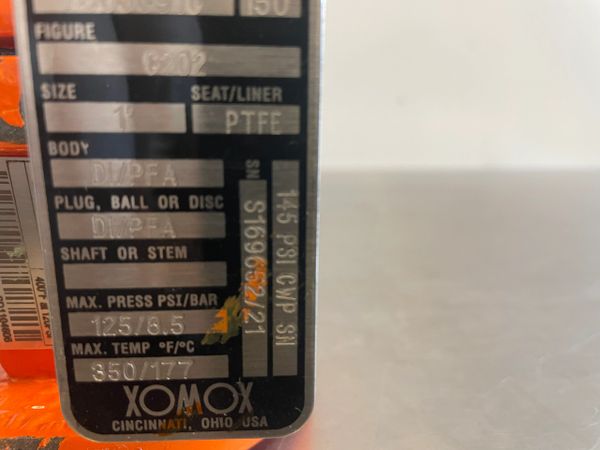 150
FIGURE
G202
SIZE
SEAT/LINER
1"
PTFE
BODY
DI/PFA
PLUG, BALL OR DISC
DI/PFA
SHAFT OR STEM
MAX. PRESS PSI/BAR
125/8.5
MAX. TEMP °F/°C
350/177
SN
145 PSI CWP SN
XOMOX
CINCINNATI, OHIO, USA